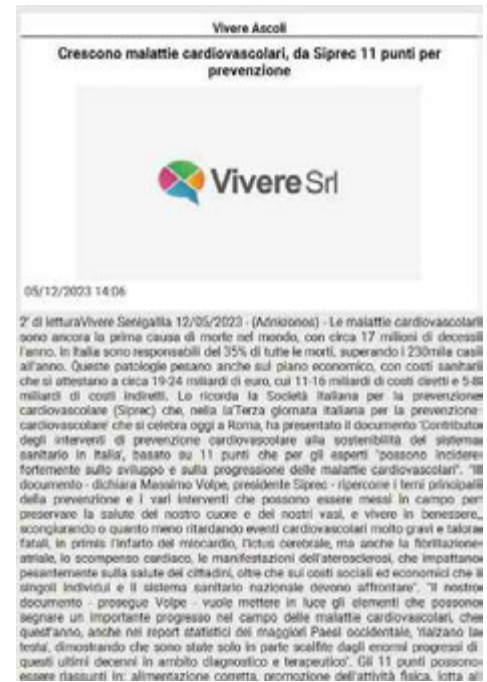 Vivere Ascoli
Crescono malattie cardiovascolari, da Siprec 11 punti per
prevenzione
Vivere Srl
05/12/2023 14:06
2' di letturaVivere Senigallia 12/05/2023 - (Adnkronos) - Le malattie cardiovascolari
sono ancora la prima causa di morte nel mondo, con circa 17 milioni di decessi
l'anno. In Italia sono responsabili del 35% di tutte le morti, superando i 230mila casi
all'anno. Queste patologie pesano anche sul piano economico, con costi sanitari
che si attestano a circa 19-24 miliardi di euro, cui 11-16 miliardi di costi diretti e 5-8
miliardi di costi indiretti. Lo ricorda la Società Italiana per la prevenzione
cardiovascolare (Siprec) che, nella la'Terza giornata italiana per la prevenzione
cardiovascolare' che si celebra oggi a Roma, ha presentato il documento 'Contributo
degli interventi di prevenzione cardiovascolare alla sostenibilità del sistema
sanitario in Italia', basato su 11 punti che per gli esperti "possono incidere
fortemente sullo sviluppo e sulla progressione delle malattie cardiovascolari". "Il
documento - dichiara Massimo Volpe, presidente Siprec - ripercorre i temi principali
della prevenzione e i vari interventi che possono essere messi in campo per
preservare la salute del nostro cuore e dei nostri vasi, e vivere in benessere,
scongiurando o quanto meno ritardando eventi cardiovascolari molto gravi e talora
fatali, in primis l'infarto del miocardio, l'ictus cerebrale, ma anche la fibrillazione
atriale, lo scompenso cardiaco, le manifestazioni dell'aterosclerosi, che impattano
pesantemente sulla salute dei cittadini, oltre che sui costi sociali ed economici che i
singoli individui e il sistema sanitario nazionale devono affrontare". "Il nostro
documento - prosegue Volpe - vuole mettere in luce gli elementi che possono
segnare un importante progresso nel campo delle malattie cardiovascolari, che
quest'anno, anche nei report statistici dei maggiori Paesi occidentale, 'rialzano la
testa', dimostrando che sono state solo in parte scalfite dagli enormi progressi di
questi ultimi decenni in ambito diagnostico e terapeutico". Gli 11 punti possono
essere riassunti in: alimentazione corretta, promozione dell'attività fisica, lotta al